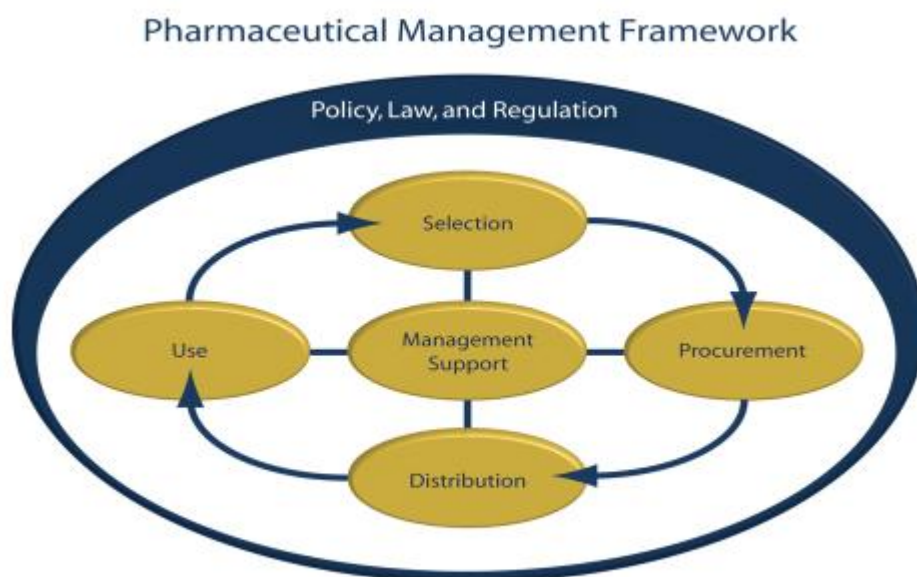 Pharmaceutical Management Framework
Policy, Law, and Regulation
Selection
Use
Management
Support
Procurement
Distribution